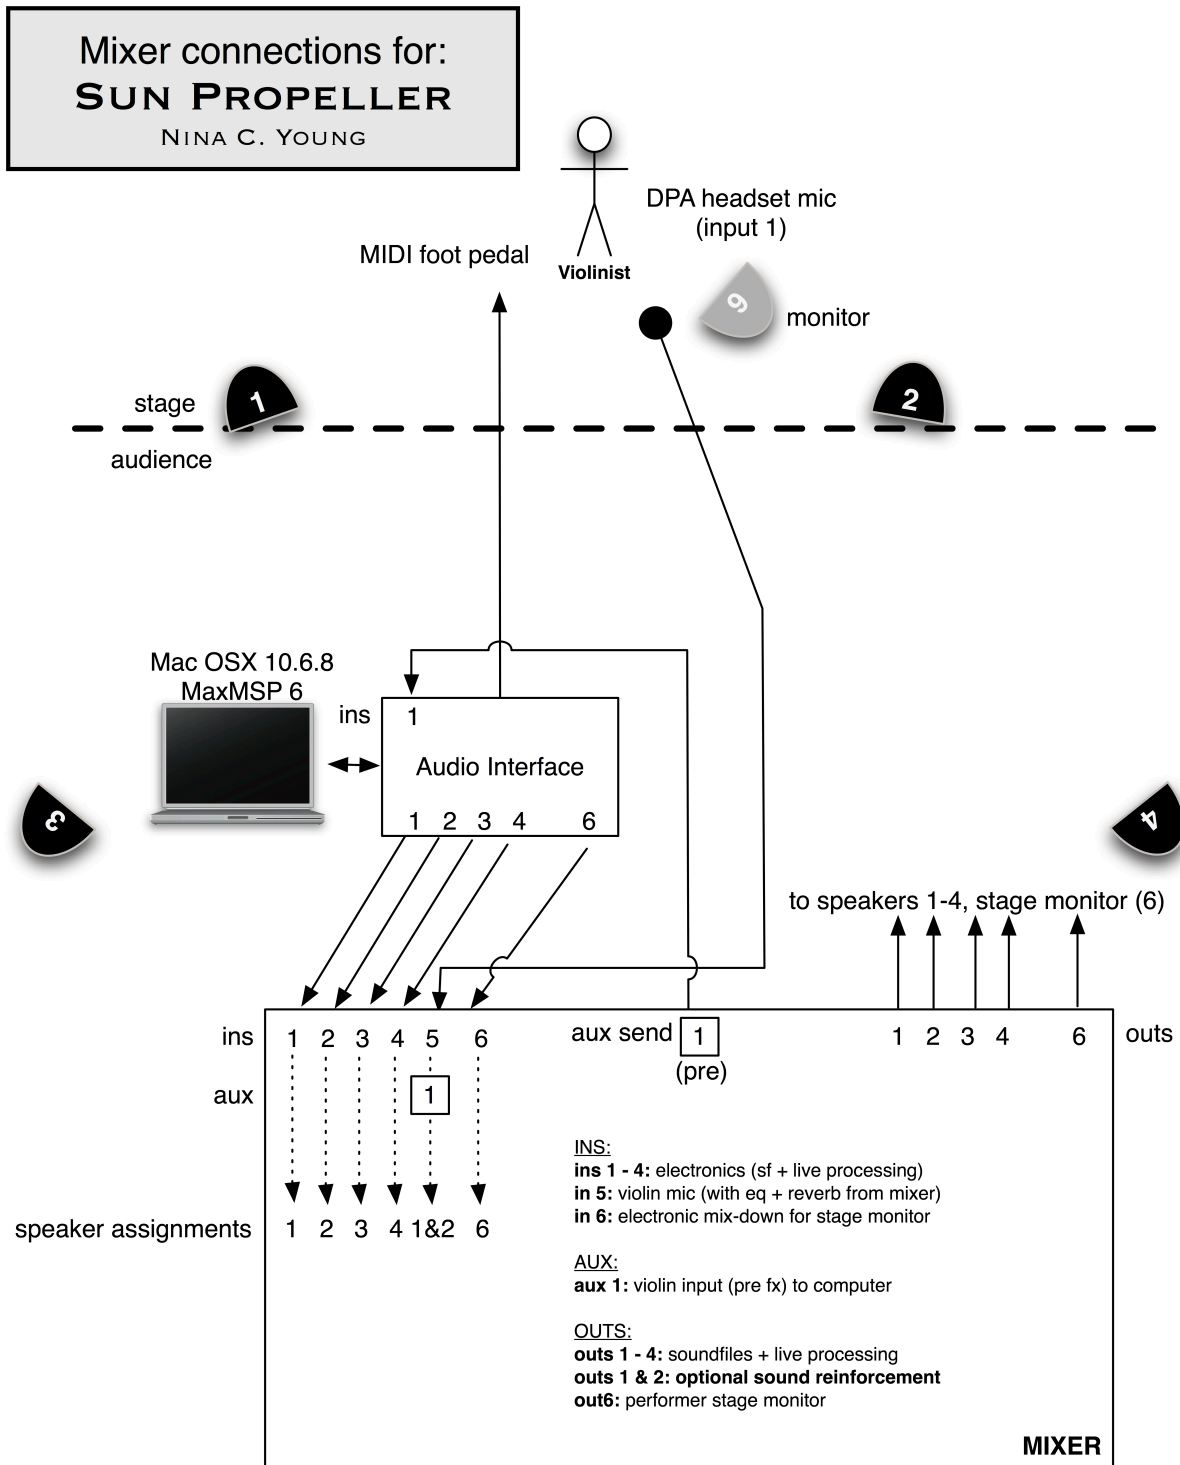 Mixer connections for:
SUN PROPELLER
NINA C. YOUNG
DPA headset mic
(input 1)
MIDI foot pedal
Violinist
6
monitor
1
2
stage
audience
Mac OSX 10.6.8
MaxMSP 6
ins
1
Audio Interface
1 2 3 4 6
3
4
to speakers 1-4, stage monitor (6)
ins 1 2 3 4 5 6
aux send 1
(pre)
1 2 3 4 6 outs
aux 1
speaker assignments 1 2 3 4 1&2 6
INS:
ins 1 - 4: electronics (sf + live processing)
in 5: violin mic (with eq + reverb from mixer)
in 6: electronic mix-down for stage monitor
AUX:
aux 1: violin input (pre fx) to computer
OUTS:
outs 1 - 4: soundfiles + live processing
outs 1 & 2: optional sound reinforcement
out6: performer stage monitor
MIXER